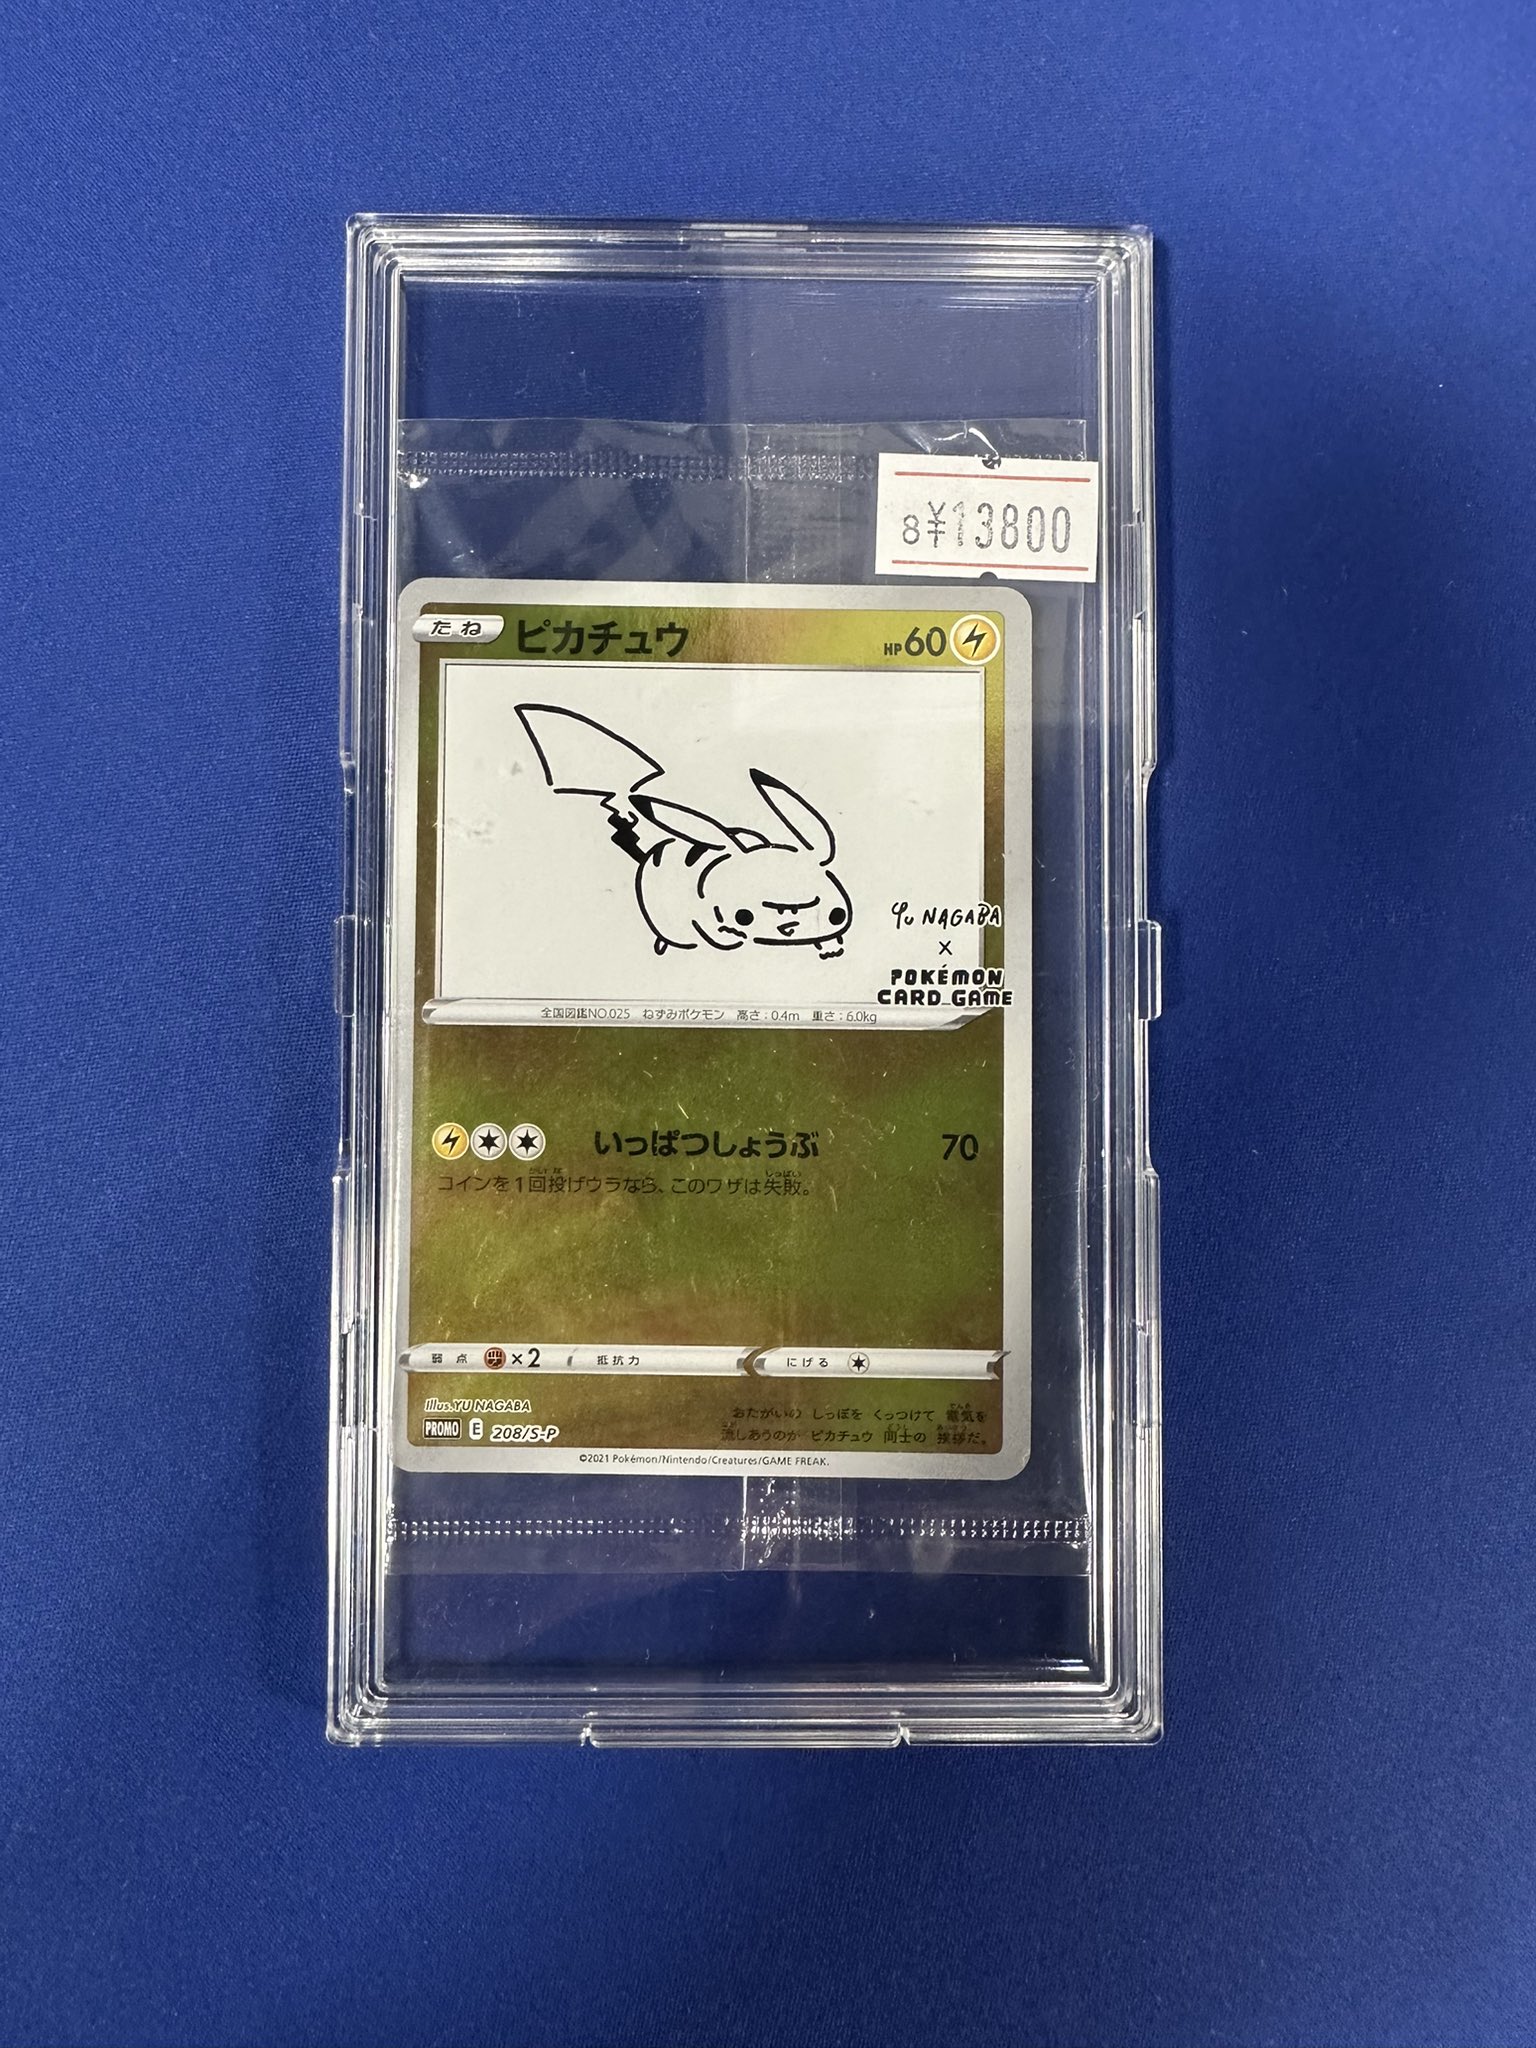 8¥13800
たね ピカチュウ HP60
Yu NAGABA
×
POKÉMON
CARD GAME
全国図鑑NO.025 ねずみポケモン 高さ：0.4m 重さ：6.0kg
いっぱつしょうぶ 70
コインを1回投げウラなら、このワザは失敗。
弱点 ×2 抵抗力 にげる
Illus. YU NAGABA
PROMO E 208/S-P
おたがいの しっぽを くっつけて 電気を
流しあうのが ピカチュウ 同士の 挨拶だ。
©2021 Pokémon/Nintendo/Creatures/GAME FREAK.